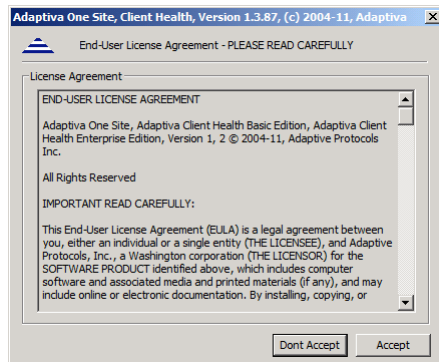 Adaptiva One Site, Client Health, Version 1.3.87, (c) 2004-11, Adaptiva
End-User License Agreement - PLEASE READ CAREFULLY
License Agreement
END-USER LICENSE AGREEMENT
Adaptiva One Site, Adaptiva Client Health Basic Edition, Adaptiva Client
Health Enterprise Edition, Version 1, 2 © 2004-11, Adaptive Protocols
Inc.
All Rights Reserved
IMPORTANT READ CAREFULLY:
This End-User License Agreement (EULA) is a legal agreement between
you, either an individual or a single entity (THE LICENSEE), and Adaptive
Protocols, Inc., a Washington corporation (THE LICENSOR) for the
SOFTWARE PRODUCT identified above, which includes computer
software and associated media and printed materials (if any), and may
include online or electronic documentation. By installing, copying, or
Dont Accept
Accept